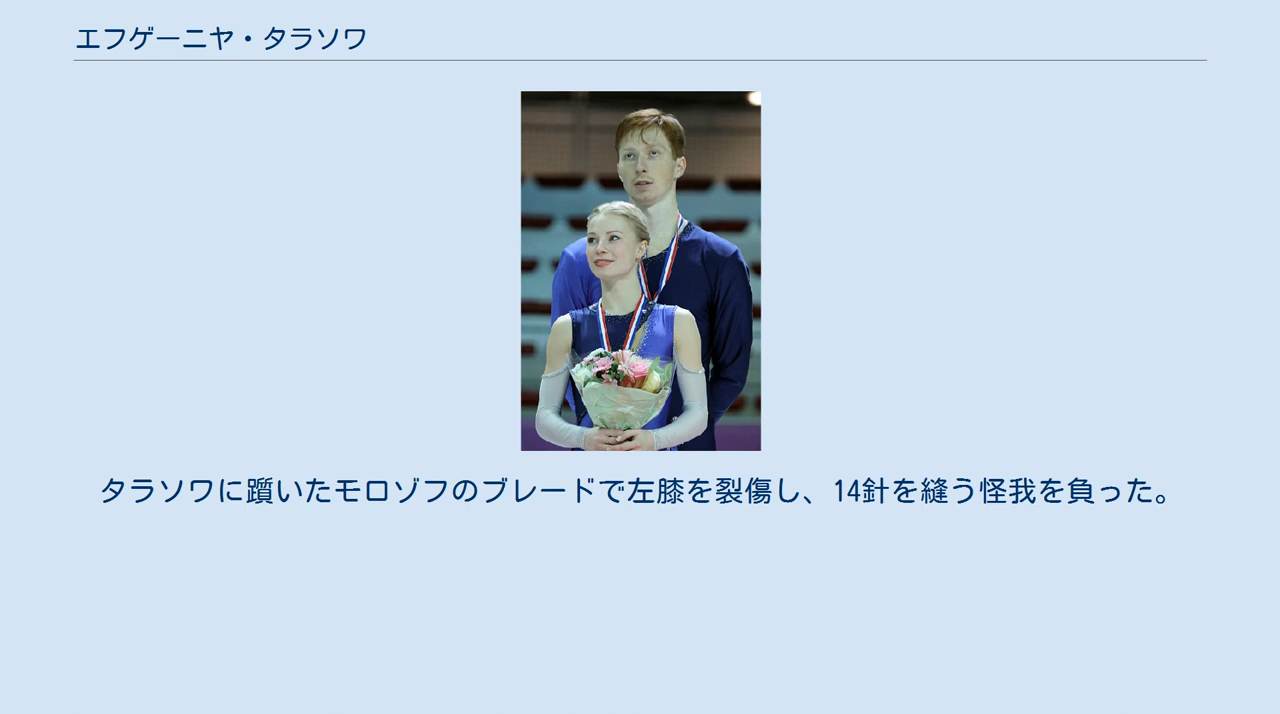 エフゲーニヤ・タラソワ
タラソワに躓いたモロゾフのブレードで左膝を裂傷し、14針を縫う怪我を負った。